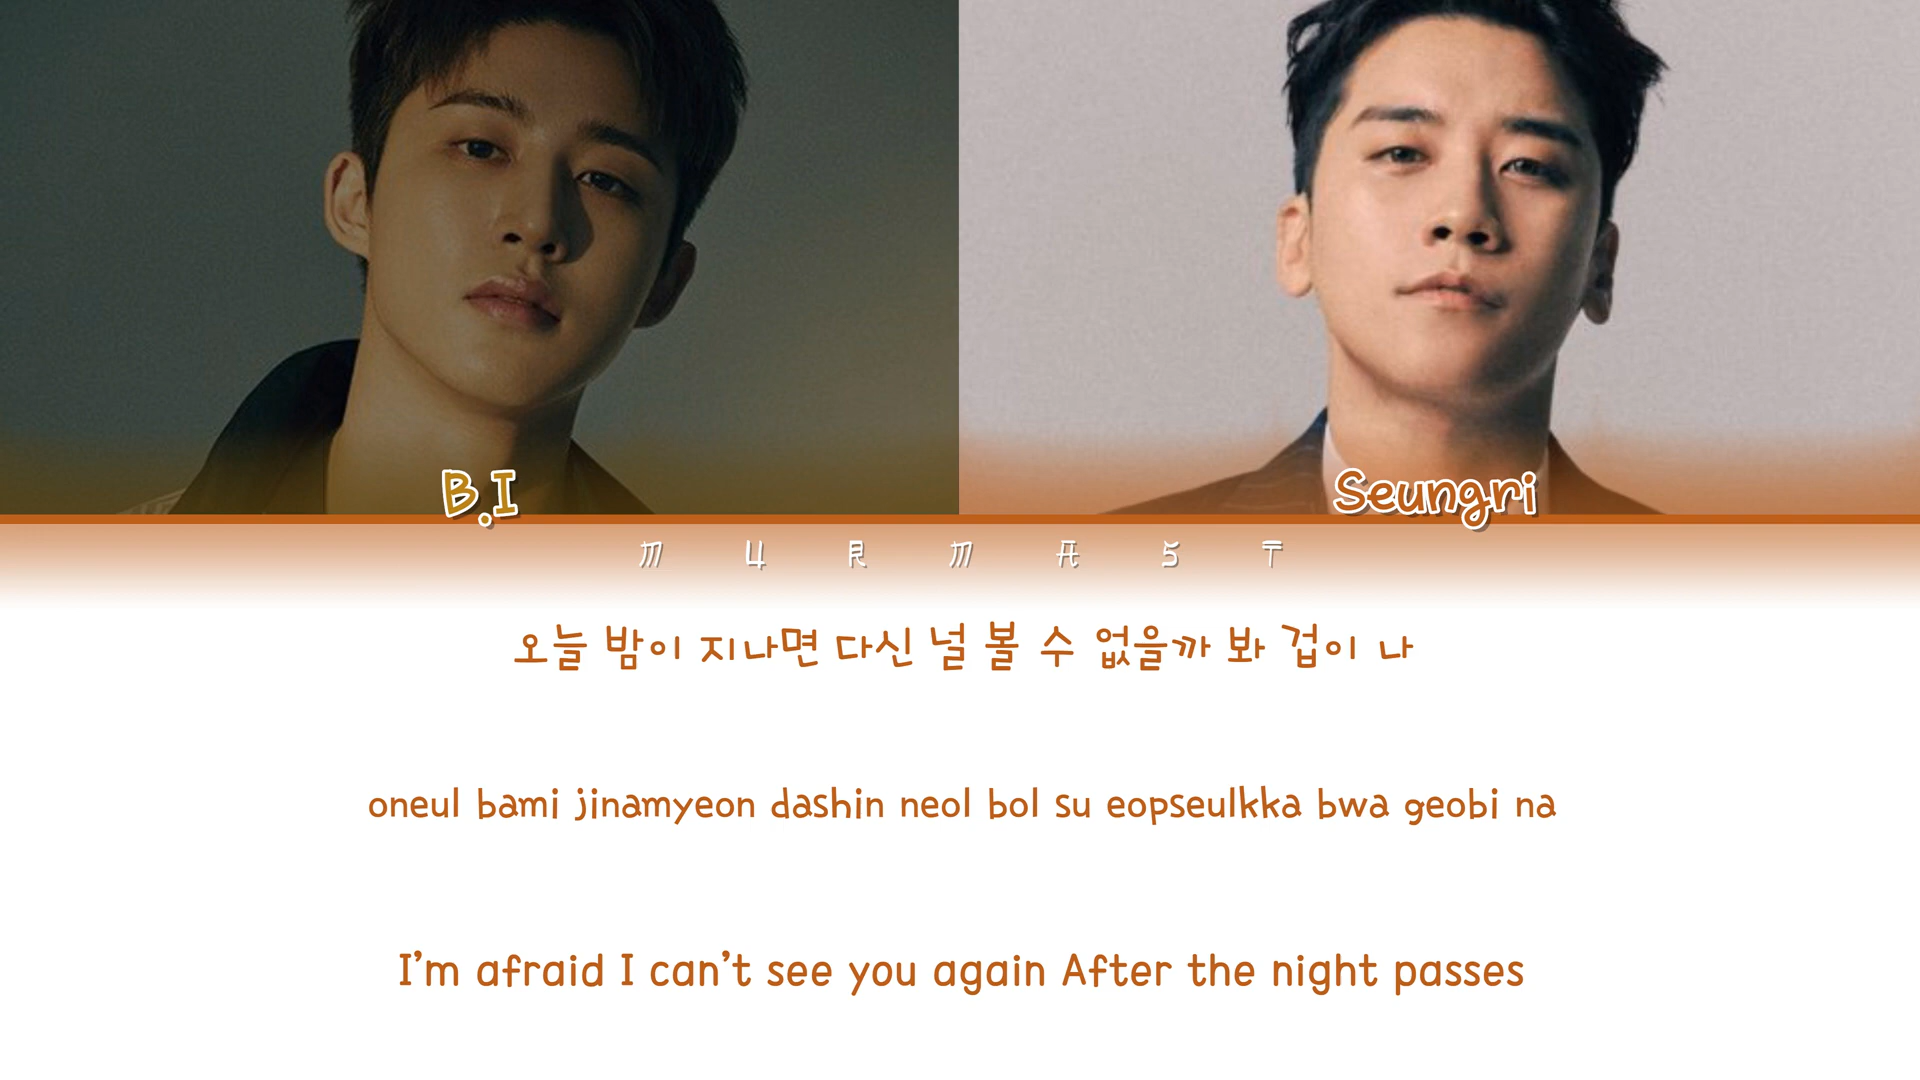 B.I
Seungri
MURMAST
오늘 밤이 지나면 다신 널 볼 수 없을까 봐 겁이 나
oneul bami jinamyeon dashin neol bol su eopseulkka bwa geobi na
I'm afraid I can't see you again After the night passes